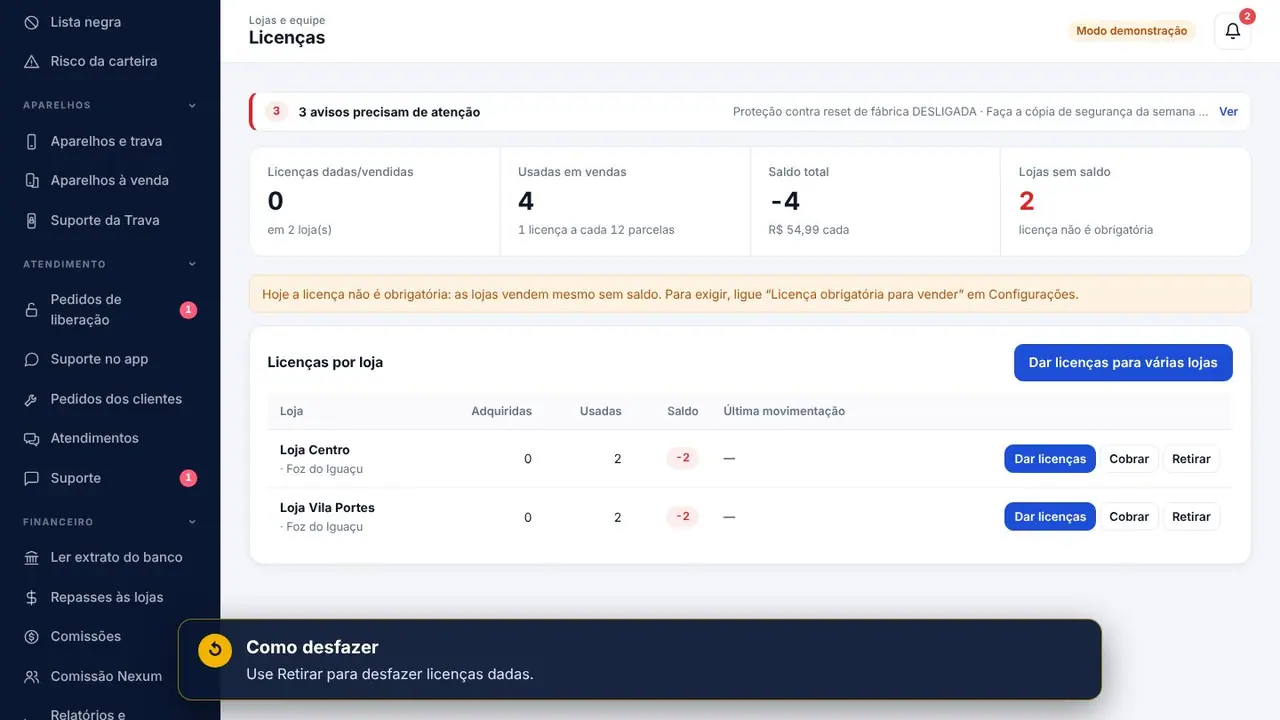 Lista negra
Risco da carteira
APARELHOS
Aparelhos e trava
Aparelhos à venda
Suporte da Trava
ATENDIMENTO
Pedidos de
liberação
1
Suporte no app
Pedidos dos clientes
Atendimentos
Suporte
1
FINANCEIRO
Ler extrato do banco
Repasses às lojas
Comissões
Comissão Nexum
Relatórios e
Lojas e equipe
Licenças
Modo demonstração
2
3
3 avisos precisam de atenção
Proteção contra reset de fábrica DESLIGADA · Faça a cópia de segurança da semana ...
Ver
Licenças dadas/vendidas
0
em 2 loja(s)
Usadas em vendas
4
1 licença a cada 12 parcelas
Saldo total
-4
R$ 54,99 cada
Lojas sem saldo
2
licença não é obrigatória
Hoje a licença não é obrigatória: as lojas vendem mesmo sem saldo. Para exigir, ligue “Licença obrigatória para vender” em Configurações.
Licenças por loja
Dar licenças para várias lojas
Loja Adquiridas Usadas Saldo Última movimentação
Loja Centro
· Foz do Iguaçu
0 2 -2 — Dar licenças Cobrar Retirar
Loja Vila Portes
· Foz do Iguaçu
0 2 -2 — Dar licenças Cobrar Retirar
Como desfazer
Use Retirar para desfazer licenças dadas.